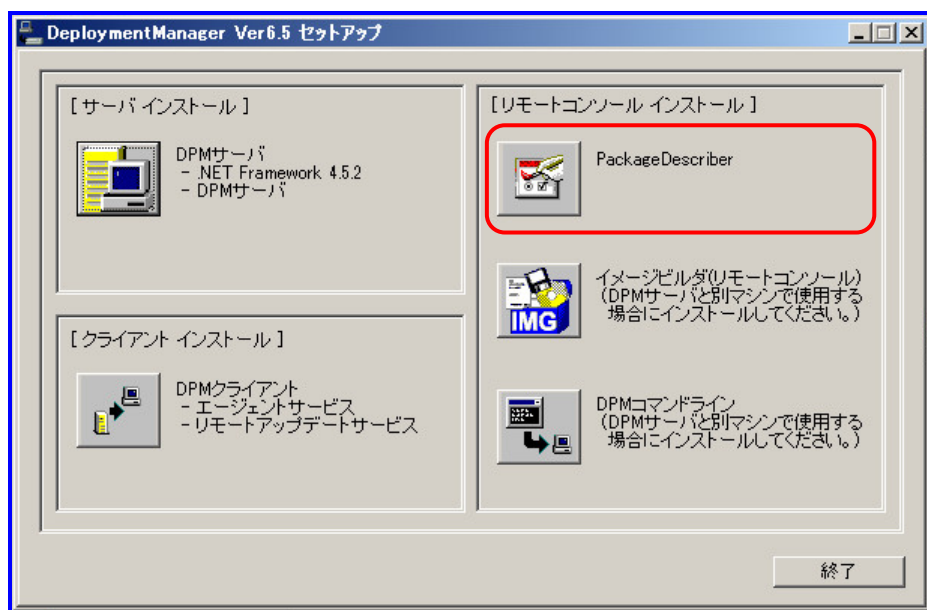 DeploymentManager Ver6.5 セットアップ
[サーバ インストール]
DPMサーバ
- .NET Framework 4.5.2
- DPMサーバ
[クライアント インストール]
DPMクライアント
- エージェントサービス
- リモートアップデートサービス
[リモートコンソール インストール]
PackageDescriber
IMG
イメージビルダ(リモートコンソール)
(DPMサーバと別マシンで使用する
場合にインストールしてください。)
DPMコマンドライン
(DPMサーバと別マシンで使用する
場合にインストールしてください。)
終了